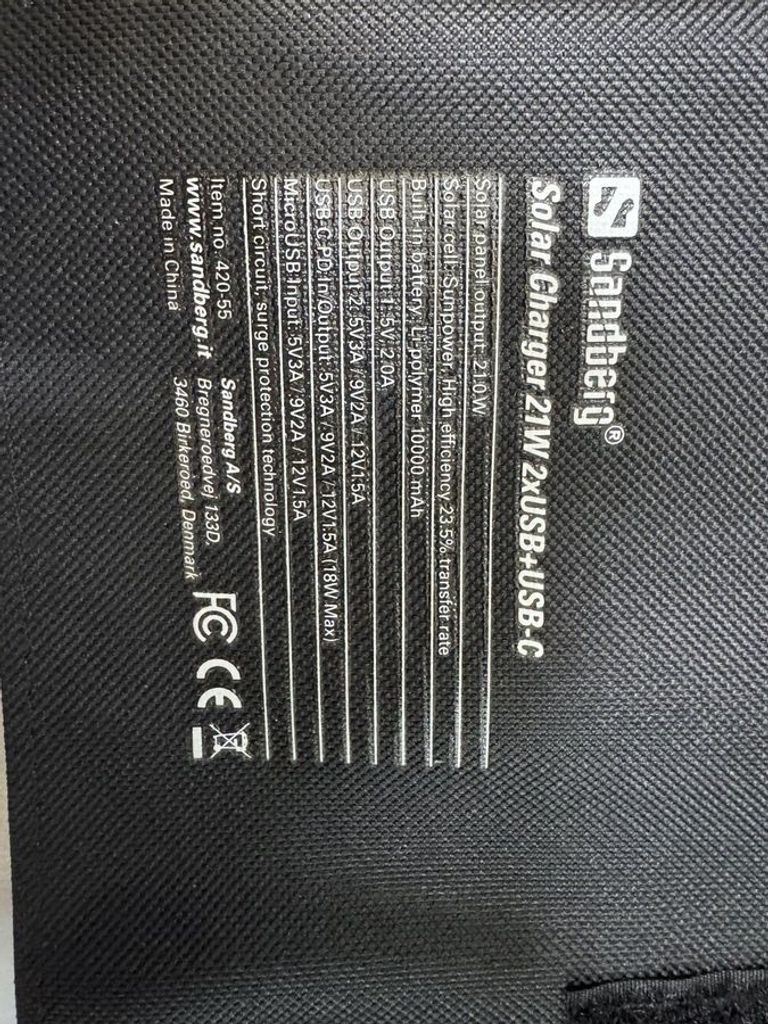 Sandberg®
Solar Charger 21W 2xUSB+USB-C
Solar panel output: 21.0W
Solar cell: Sunpower, High efficiency 23.5% transfer rate
Built-in battery: Li-polymer 10000 mAh
USB Output 1: 5V/2.0A
USB Output 2: 5V3A / 9V2A / 12V1.5A
USB-C PD: In/Output: 5V3A / 9V2A / 12V1.5A (18W Max)
MicroUSB: Input: 5V3A / 9V2A / 12V1.5A
Short circuit, surge protection technology
Item no. 420-55
www.sandberg.it
Made in China
Sandberg A/S
Bregneroedvej 133D,
3460 Birkeroed, Denmark
FC CE